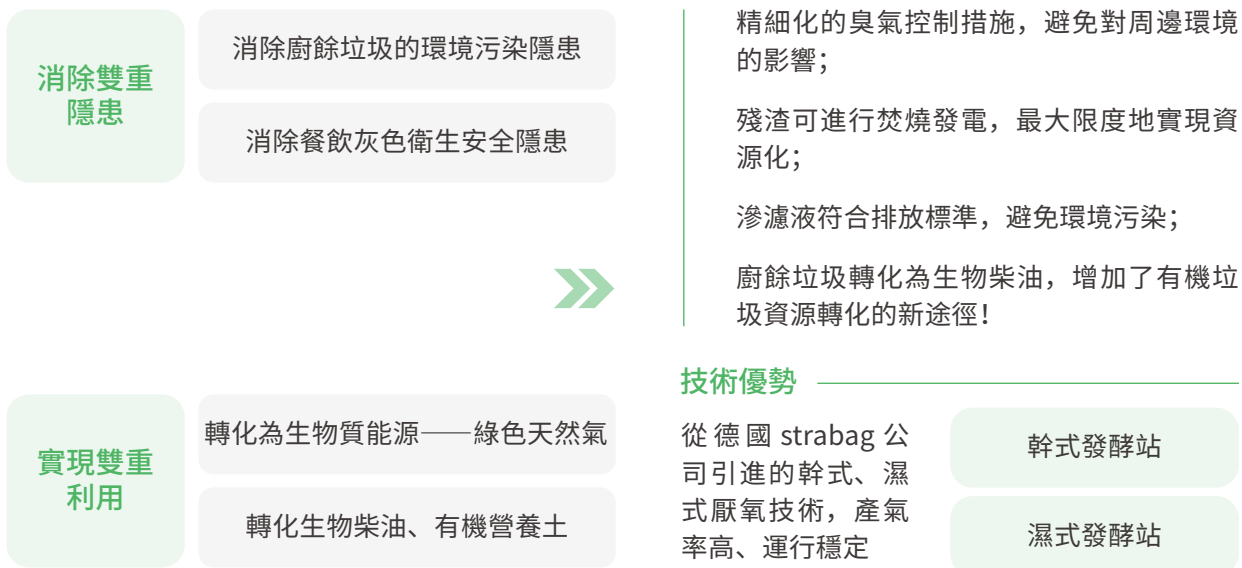 消除雙重
隱患
消除廚餘垃圾的環境污染隱患
消除餐飲灰色衛生安全隱患
實現雙重
利用
轉化為生物質能源——綠色天然氣
轉化生物柴油、有機營養土
精細化的臭氣控制措施，避免對周邊環境
的影響；
殘渣可進行焚燒發電，最大限度地實現資
源化；
滲濾液符合排放標準，避免環境污染；
廚餘垃圾轉化為生物柴油，增加了有機垃
圾資源轉化的新途徑！
技術優勢
從德國 strabag 公
司引進的幹式、濕
式厭氧技術，產氣
率高、運行穩定
幹式發酵站
濕式發酵站